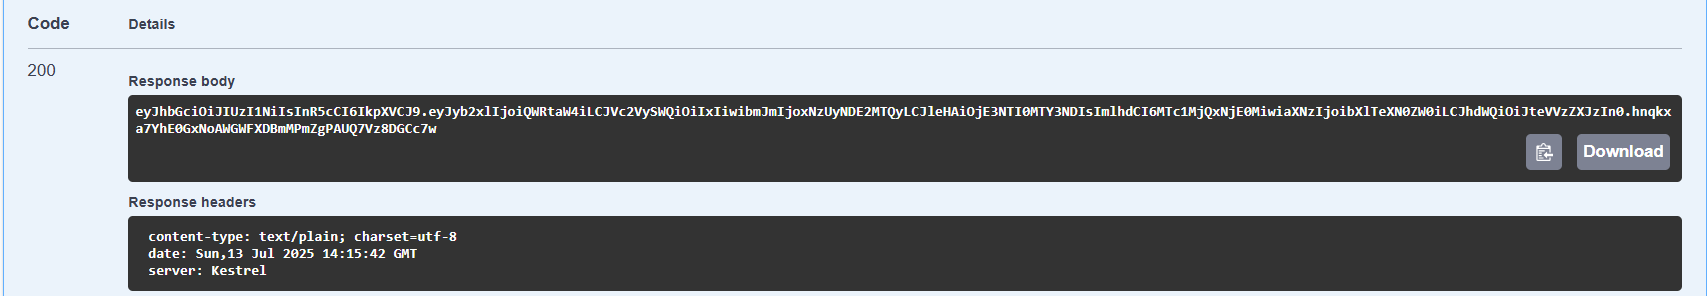 Code Details
200
Response body
eyJhbGciOiJIUzI1NiIsInR5cCI6IkpXVCJ9.eyJyb2xlIjoiQWRtaW4iLCJVc2VySWQiOiIxIiwibmJmIjoxNzUyNDE2MTQyLCJleHAiOjE3NTI0MTY3NDIsImlhdCI6MTc1MjQxNjE0MiwiaXNzIjoibXlTeXN0ZW0iLCJhdWQiOiJteVVzZXJzIn0.hnqkx
a7YhE0GxNoAWGWFXDBmMPmZgPAUQ7Vz8DGCc7w
Download
Response headers
content-type: text/plain; charset=utf-8
date: Sun,13 Jul 2025 14:15:42 GMT
server: Kestrel